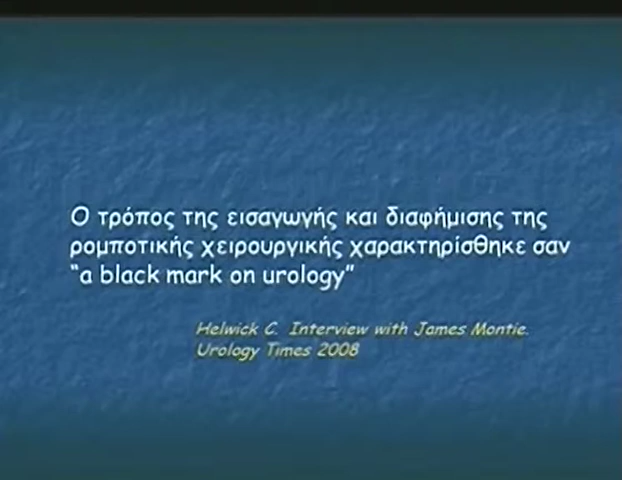 Ο τρόπος της εισαγωγής και διαφήμισης της
ρομποτικής χειρουργικής χαρακτηρίσθηκε σαν
“a black mark on urology”
Helwick C. Interview with James Montie.
Urology Times 2008